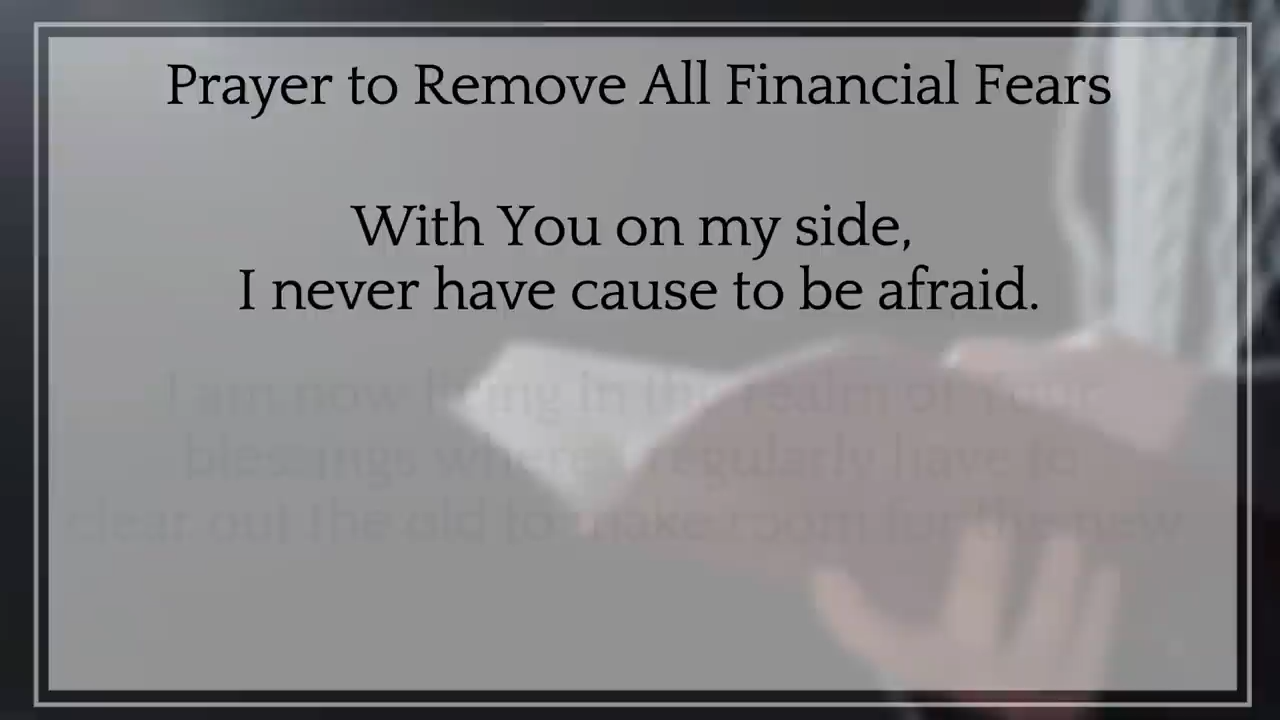 Prayer to Remove All Financial Fears
With You on my side,
I never have cause to be afraid.
I am now living in the realm of Your
blessings where I regularly have to
clear out the old to make room for the new